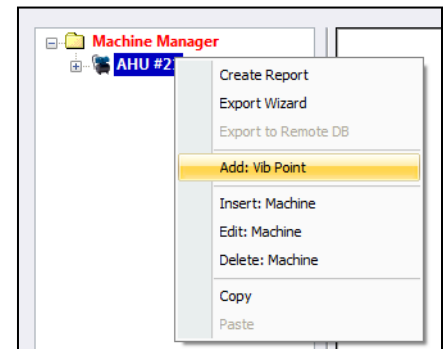 Machine Manager
AHU #2
Create Report
Export Wizard
Export to Remote DB
Add: Vib Point
Insert: Machine
Edit: Machine
Delete: Machine
Copy
Paste